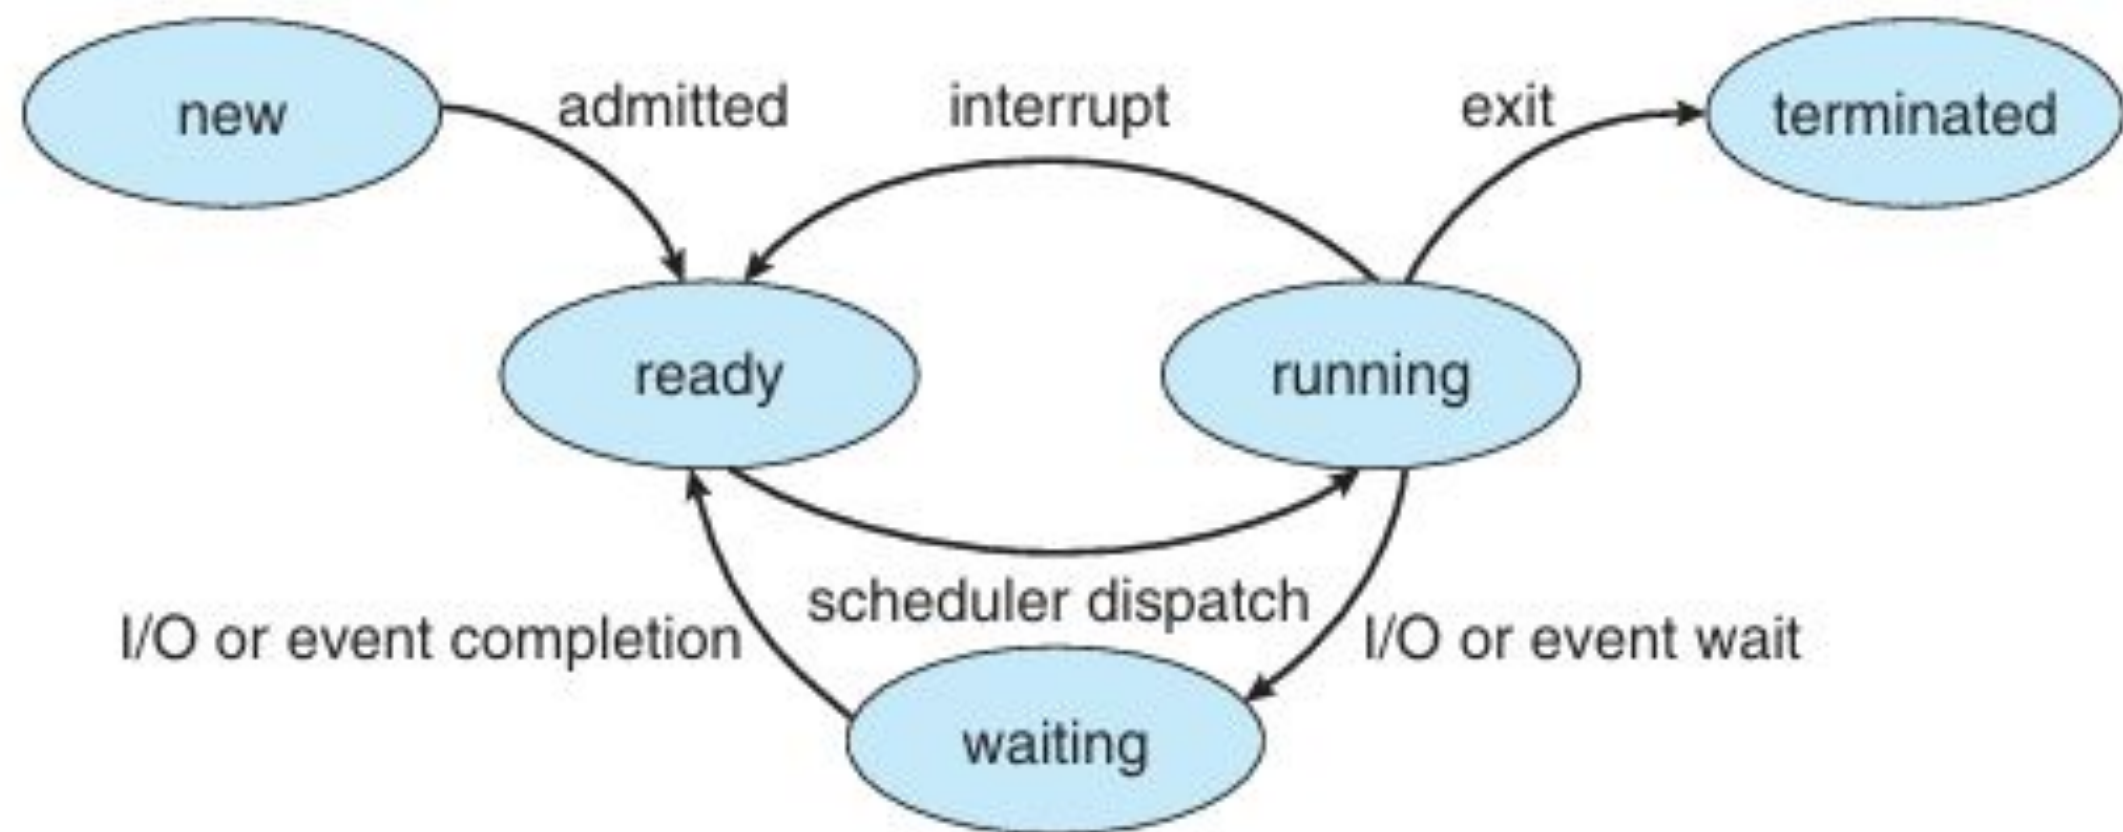 new
admitted
interrupt
exit
terminated
ready
running
scheduler dispatch
I/O or event completion
I/O or event wait
waiting